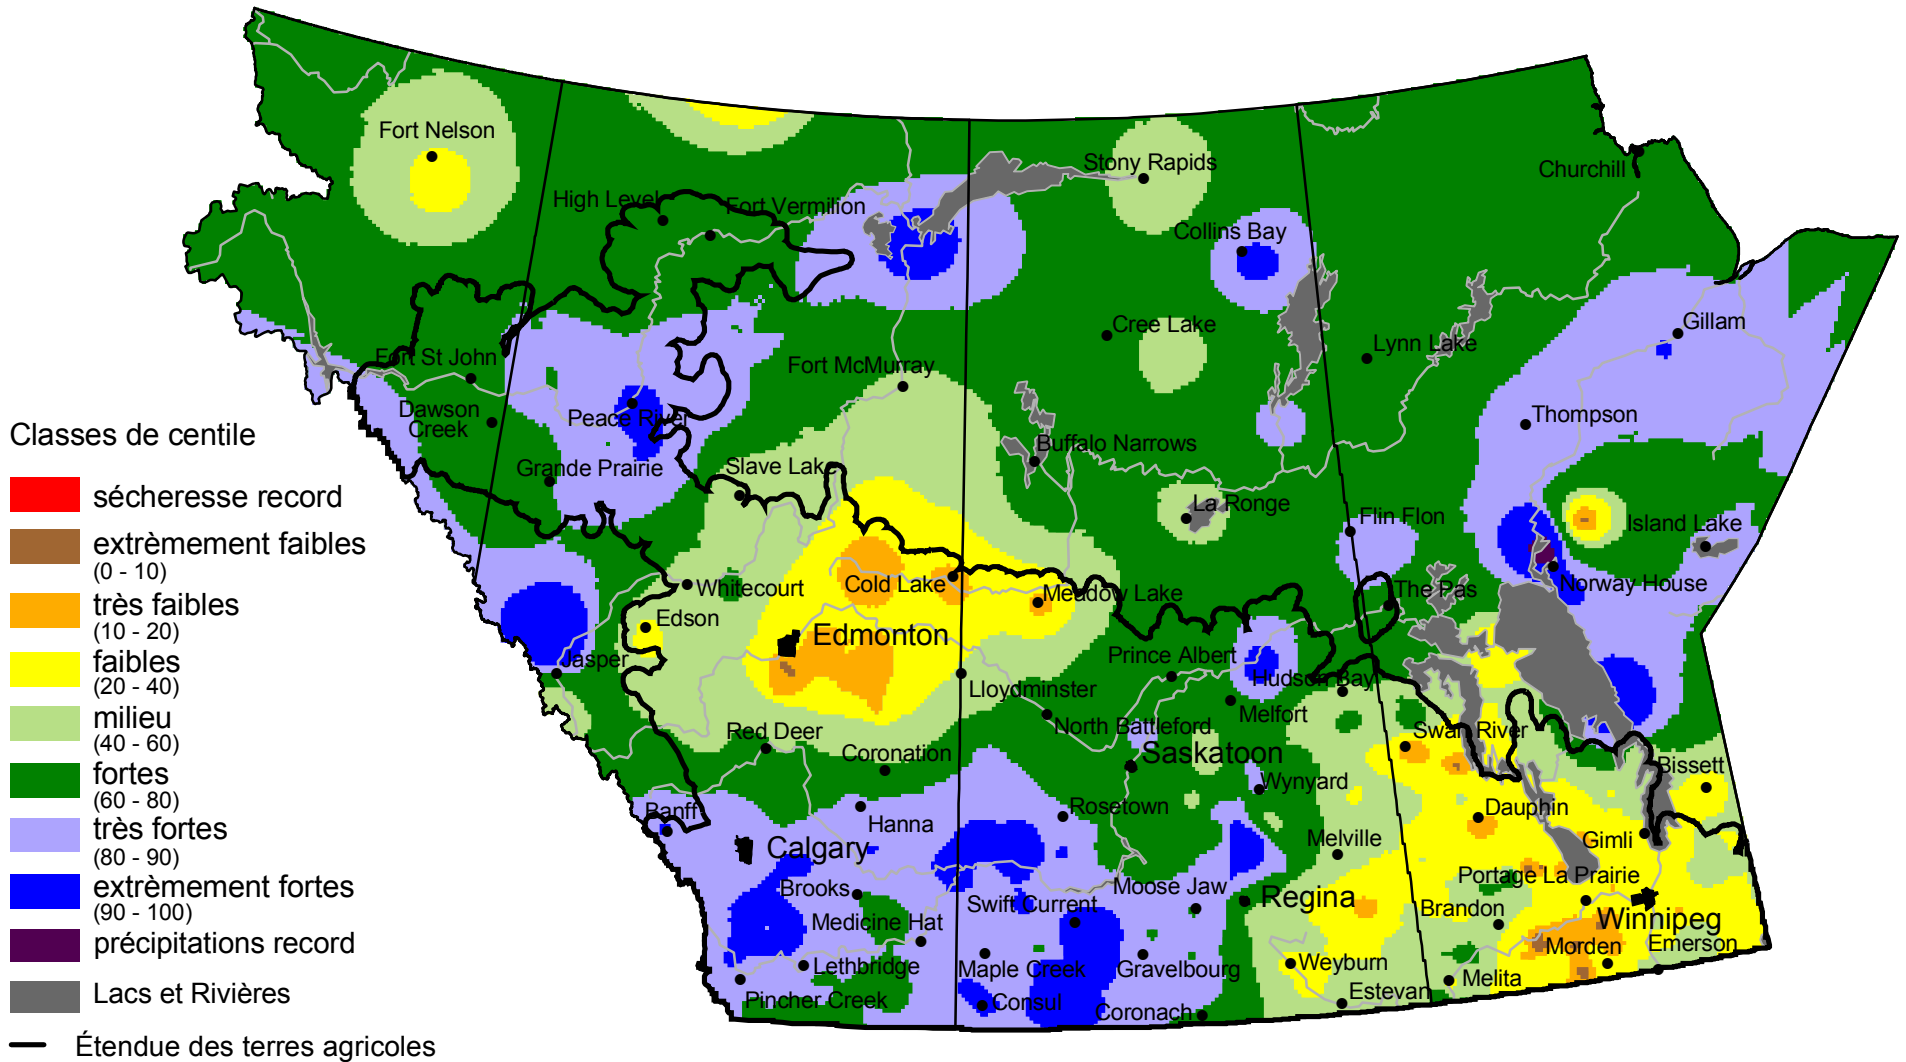 Fort Nelson
Churchill
Stony Rapids
High Level
Fort Vermilion
Collins Bay
Gillam
Cree Lake
Lynn Lake
Fort St John
Fort McMurray
Dawson
Creek
Peace River
Thompson
Buffalo Narrows
Grande Prairie
Slave Lake
La Ronge
Flin Flon
Island Lake
Whitecourt
Cold Lake
Meadow Lake
The Pas
Norway House
Edson
Edmonton
Jasper
Prince Albert
Hudson Bay
Lloydminster
Melfort
North Battleford
Red Deer
Coronation
Saskatoon
Swan River
Wynyard
Bissett
Banff
Hanna
Rosetown
Dauphin
Calgary
Melville
Gimli
Brooks
Moose Jaw
Regina
Portage La Prairie
Medicine Hat
Swift Current
Brandon
Winnipeg
Morden
Emerson
Lethbridge
Maple Creek
Gravelbourg
Weyburn
Melita
Pincher Creek
Consul
Coronach
Estevan
Classes de centile
sécheresse record
extrèmement faibles
(0 - 10)
très faibles
(10 - 20)
faibles
(20 - 40)
milieu
(40 - 60)
fortes
(60 - 80)
très fortes
(80 - 90)
extrèmement fortes
(90 - 100)
précipitations record
Lacs et Rivières
Étendue des terres agricoles